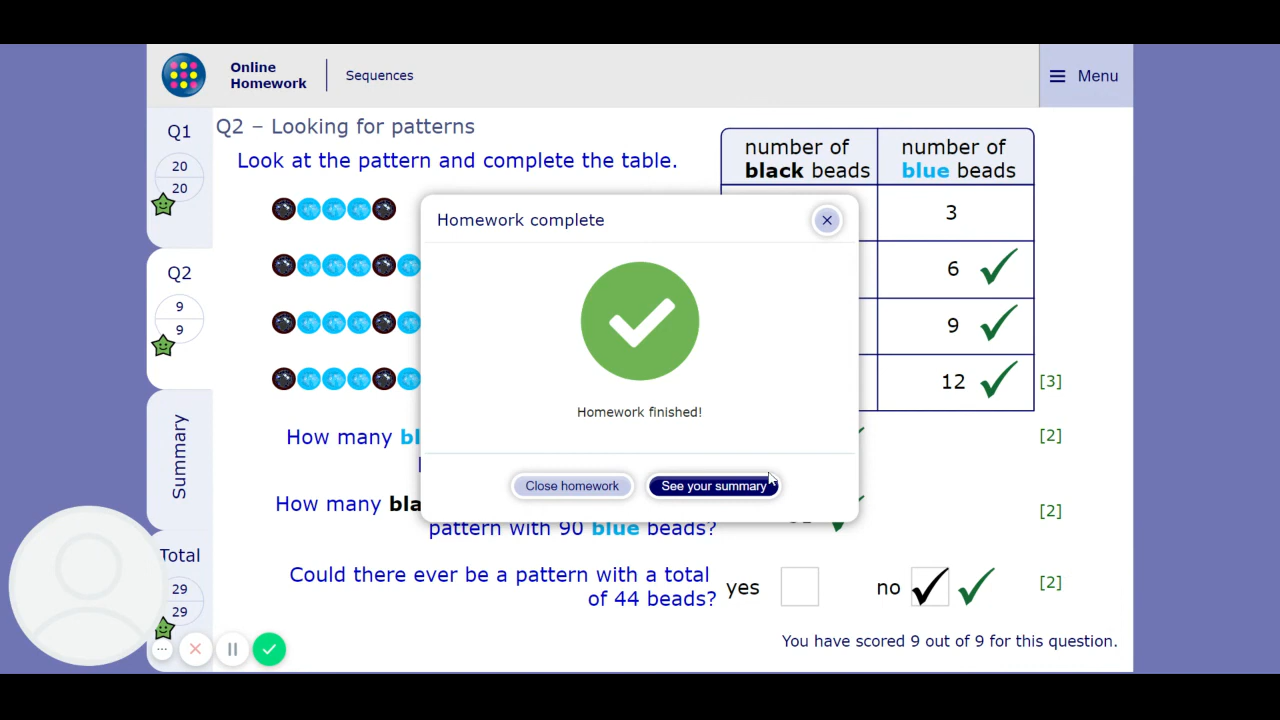 Online
Homework
Sequences
Menu
Q1
20
20
Q2
9
9
Summary
Total
29
29
Q2 – Looking for patterns
Look at the pattern and complete the table.
number of
black beads
number of
blue beads
3
6
9
12
[3]
How many
[2]
How many
pattern with 90 blue beads?
[2]
Could there ever be a pattern with a total
of 44 beads?
yes
no
[2]
You have scored 9 out of 9 for this question.
Homework complete
Homework finished!
Close homework
See your summary